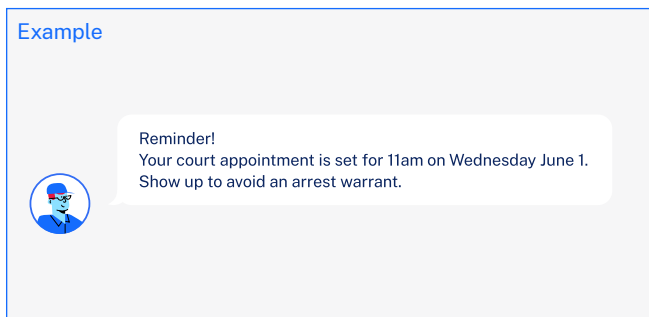 Example
Reminder!
Your court appointment is set for 11am on Wednesday June 1.
Show up to avoid an arrest warrant.